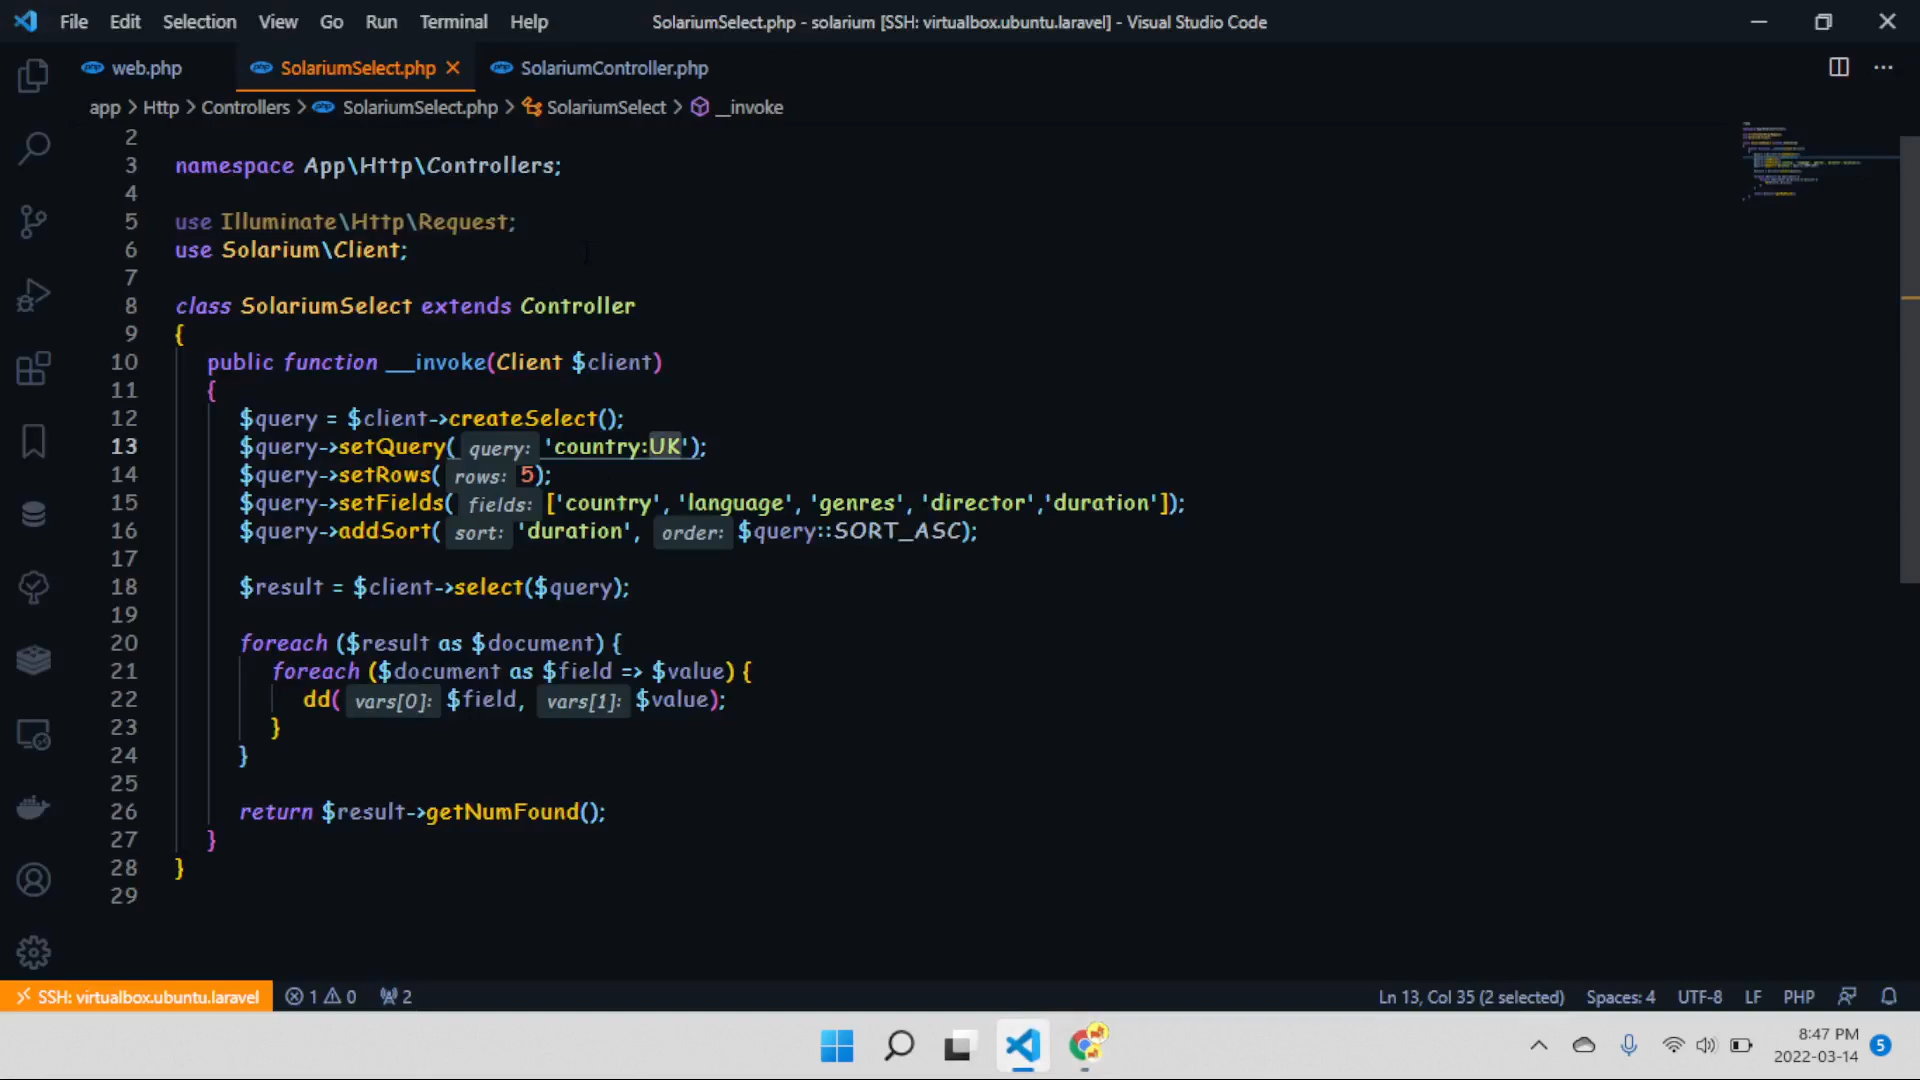 File Edit Selection View Go Run Terminal Help SolariumSelect.php - solarium [SSH: virtualbox.ubuntu.laravel] - Visual Studio Code
web.php SolariumSelect.php SolariumController.php
app > Http > Controllers > SolariumSelect.php > SolariumSelect > __invoke
2
3 namespace App\Http\Controllers;
4
5 use Illuminate\Http\Request;
6 use Solarium\Client;
7
8 class SolariumSelect extends Controller
9 {
10 public function __invoke(Client $client)
11 {
12 $query = $client->createSelect();
13 $query->setQuery( query: 'country:UK');
14 $query->setRows( rows: 5);
15 $query->setFields( fields: ['country', 'language', 'genres', 'director','duration']);
16 $query->addSort( sort: 'duration', order: $query::SORT_ASC);
17
18 $result = $client->select($query);
19
20 foreach ($result as $document) {
21 foreach ($document as $field => $value) {
22 dd( vars[0]: $field, vars[1]: $value);
23 }
24 }
25
26 return $result->getNumFound();
27 }
28 }
29
SSH: virtualbox.ubuntu.laravel 1 0 2 Ln 13, Col 35 (2 selected) Spaces: 4 UTF-8 LF PHP
8:47 PM
2022-03-14 5